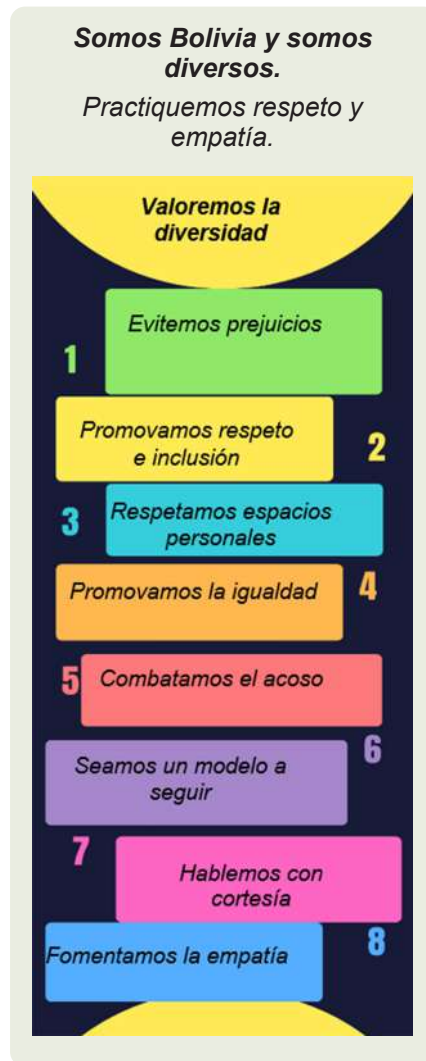 Somos Bolivia y somos
diversos.
Practiquemos respeto y
empatía.
Valoremos la
diversidad
1
Evitemos prejuicios
Promovamos respeto
e inclusión
2
3
Respetamos espacios
personales
Promovamos la igualdad
4
5
Combatamos el acoso
Seamos un modelo a
seguir
6
7
Hablemos con
cortesía
Fomentamos la empatía
8